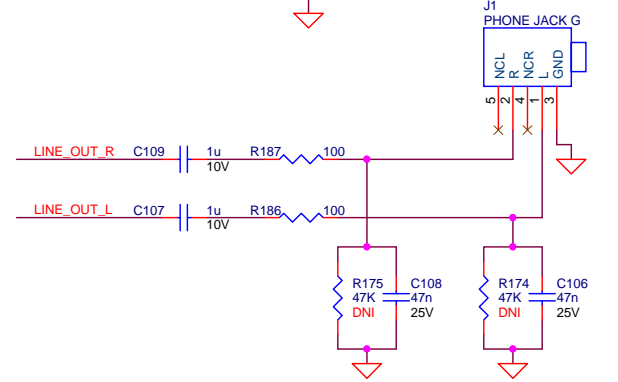 J1
PHONE JACK G
NCL
R
NCR
L
GND
5
2
4
1
3
LINE_OUT_R C109 1u R187 100
10V
LINE_OUT_L C107 1u R186 100
10V
R175 C108 R174 C106
47K 47n 47K 47n
DNI 25V DNI 25V